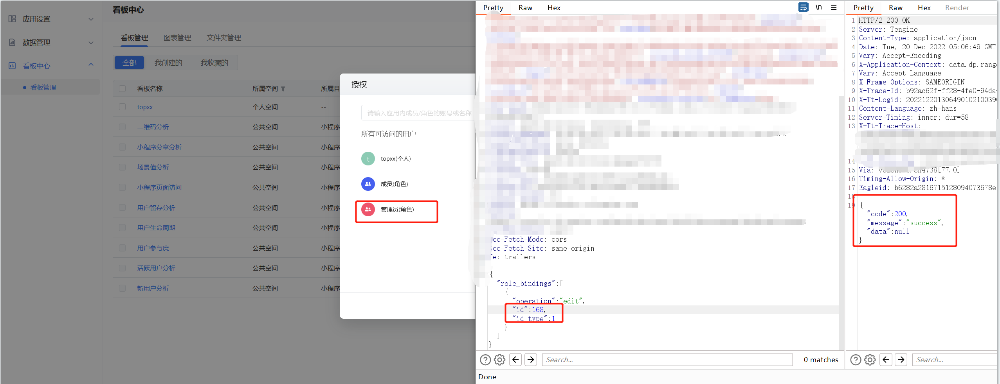 应用设置
数据管理
看板中心
看板管理
看板中心
看板管理 图表管理 文件夹管理
全部 我创建的 我收藏的
看板名称 所属空间 所属目
topxx 个人空间 --
二维码分析 公共空间 小程序
小程序分享分析 公共空间 小程序
场景值分析 公共空间 小程序
小程序页面访问 公共空间 小程序
用户留存分析 公共空间 小程序
用户生命周期 公共空间 小程序
用户参与度 公共空间 小程序
活跃用户分析 公共空间 小程序
新用户分析 公共空间 小程序
授权
请输入应用内成员/角色的账号或名称
所有可访问的用户
t topxx(个人)
成员(角色)
管理员(角色)
Pretty Raw Hex
\n
ec-Fetch-Mode: cors
ec-Fetch-Site: same-origin
e: trailers
{
"role_bindings":[
{
"operation":"edit",
"id":168,
"id_type":1
}
]
}
Search...
0 matches
Done
Pretty Raw Hex Render
1 HTTP/2 200 OK
2 Server: Tengine
3 Content-Type: application/json
4 Date: Tue, 20 Dec 2022 05:06:49 GMT
5 Vary: Accept-Encoding
6 X-Application-Context: data.dp.range
7 Vary: Accept-Language
8 X-Frame-Options: SAMEORIGIN
9 X-Trace-Id: b92ac62f-ff28-4fe0-94da-
10 X-Tt-Logid: 202212201306490102100390
11 Content-Language: zh-hans
12 Server-Timing: inner; dur=58
13 X-Tt-Trace-Host:
14
15 Via: 4738[77,0]
16 Timing-Allow-Origin: *
17 Eagleid: b6282a2816715128094073678e
18
19 {
"code":200,
"message":"success",
"data":null
}
Search...